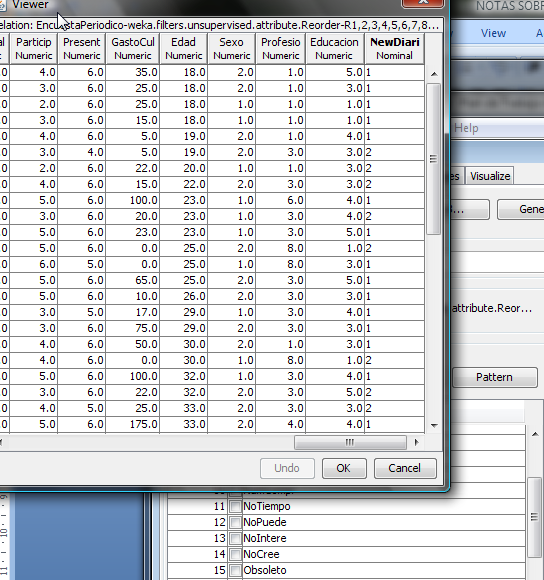 Viewer
NOTAS SOBR
elation: EncuestaPeriodico-weka.filters.unsupervised.attribute.Reorder-R1,2,3,4,5,6,7,8...
View
Particip Present GastoCul Edad Sexo Profesio Educacion NewDiari
Numeric Numeric Numeric Numeric Numeric Numeric Numeric Nominal
.0 4.0 6.0 35.0 18.0 2.0 1.0 5.0 1
.0 3.0 6.0 25.0 18.0 2.0 1.0 3.0 1
.0 2.0 6.0 25.0 18.0 1.0 1.0 1.0 1
.0 3.0 6.0 15.0 18.0 1.0 1.0 1.0 1
.0 4.0 6.0 5.0 19.0 2.0 1.0 4.0 1
.0 3.0 4.0 5.0 19.0 2.0 3.0 3.0 2
.0 2.0 6.0 22.0 20.0 1.0 1.0 3.0 2
.0 4.0 6.0 15.0 22.0 2.0 3.0 3.0 2
.0 5.0 6.0 100.0 23.0 1.0 6.0 4.0 1
.0 3.0 6.0 20.0 23.0 1.0 3.0 4.0 2
.0 5.0 6.0 23.0 23.0 1.0 3.0 5.0 1
.0 5.0 6.0 0.0 25.0 2.0 8.0 1.0 2
.0 6.0 5.0 0.0 25.0 1.0 8.0 3.0 1
.0 5.0 6.0 65.0 25.0 2.0 3.0 5.0 1
.0 5.0 6.0 10.0 26.0 2.0 3.0 3.0 1
.0 3.0 5.0 17.0 29.0 1.0 3.0 4.0 1
.0 3.0 6.0 75.0 29.0 2.0 3.0 3.0 1
.0 4.0 6.0 50.0 30.0 2.0 1.0 3.0 1
.0 4.0 6.0 0.0 30.0 1.0 8.0 1.0 2
.0 5.0 6.0 100.0 32.0 1.0 3.0 4.0 1
.0 3.0 6.0 22.0 32.0 2.0 3.0 5.0 2
.0 4.0 5.0 25.0 33.0 2.0 3.0 3.0 2
.0 5.0 6.0 175.0 33.0 2.0 4.0 4.0 1
Undo OK Cancel
Help
es Visualize
Gene
attribute.Reor...
Pattern
11 NoTiempo
12 NoPuede
13 NoIntere
14 NoCree
15 Obsoleto